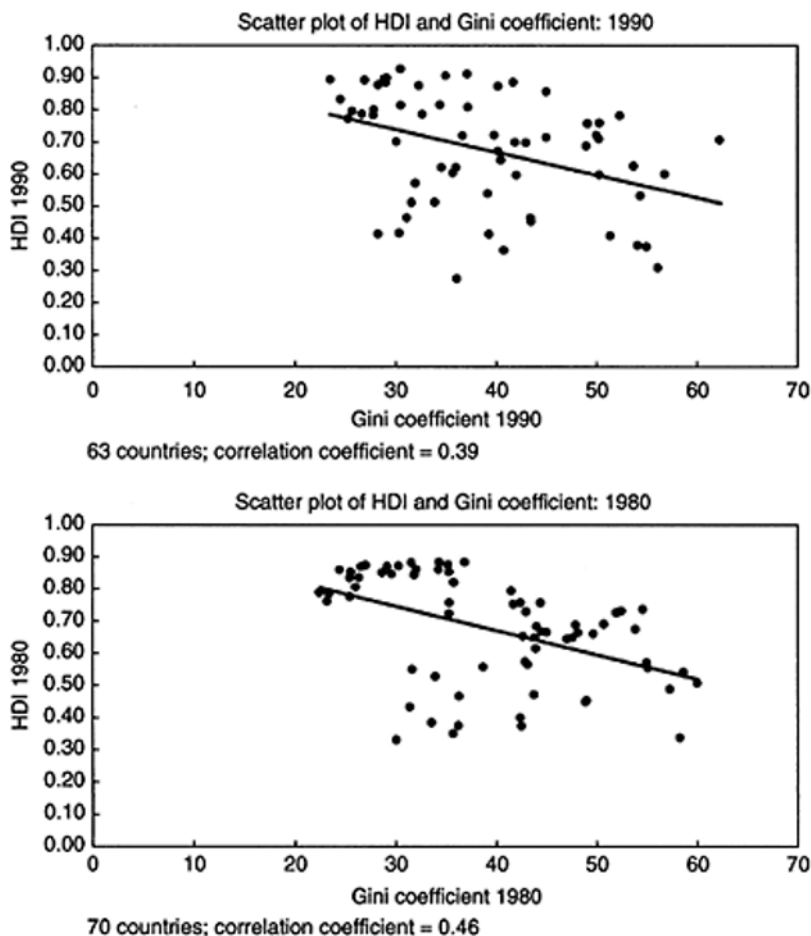 Scatter plot of HDI and Gini coefficient: 1990
1.00
0.90
0.80
0.70
0.60
0.50
0.40
0.30
0.20
0.10
0.00
HDI 1990
0 10 20 30 40 50 60 70
Gini coefficient 1990
63 countries; correlation coefficient = 0.39
Scatter plot of HDI and Gini coefficient: 1980
1.00
0.90
0.80
0.70
0.60
0.50
0.40
0.30
0.20
0.10
0.00
HDI 1980
0 10 20 30 40 50 60 70
Gini coefficient 1980
70 countries; correlation coefficient = 0.46